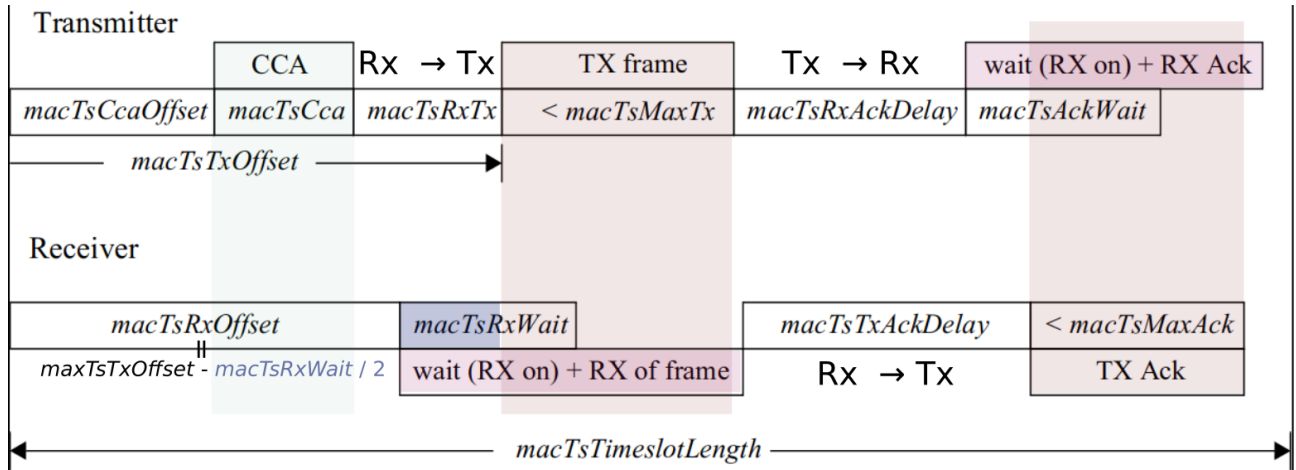 Transmitter
CCA Rx → Tx TX frame Tx → Rx wait (RX on) + RX Ack
macTsCcaOffset macTsCca macTsRxTx < macTsMaxTx macTsRxAckDelay macTsAckWait
macTsTxOffset
Receiver
macTsRxOffset macTsRxWait macTsTxAckDelay < macTsMaxAck
=
maxTsTxOffset - macTsRxWait / 2 wait (RX on) + RX of frame Rx → Tx TX Ack
macTsTimeslotLength